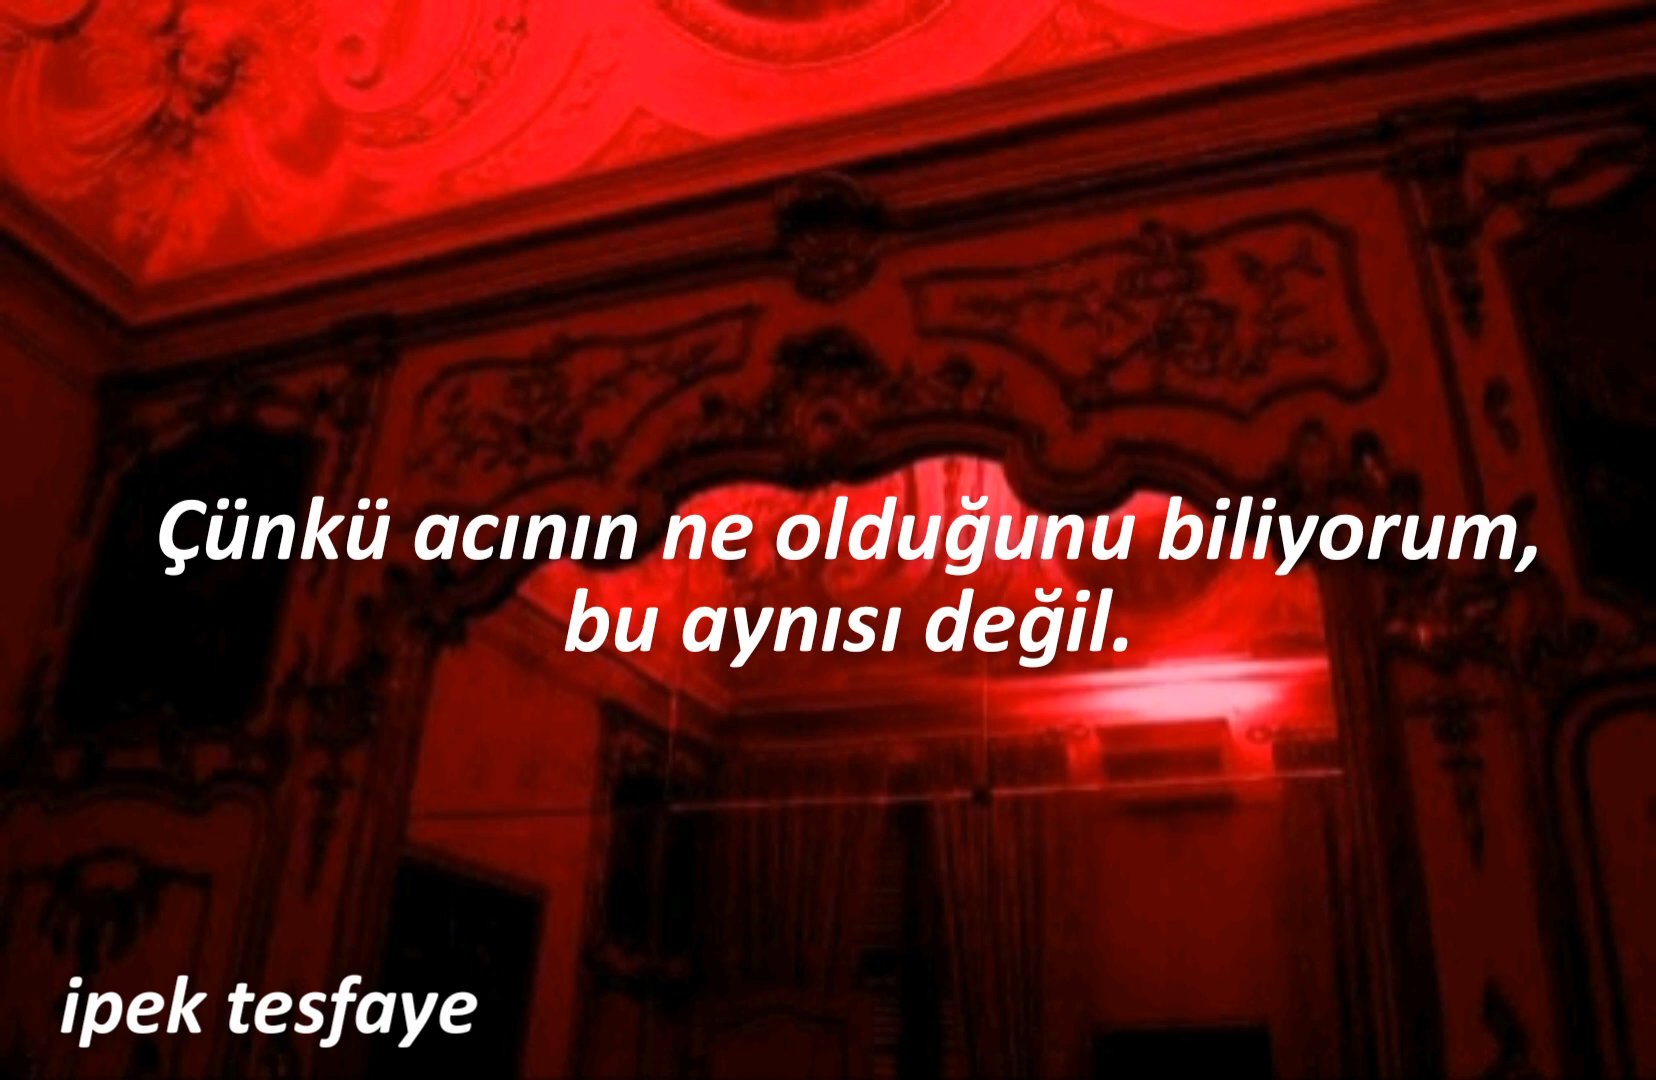 Çünkü acının ne olduğunu biliyorum,
bu aynısı değil.
ipek tesfaye